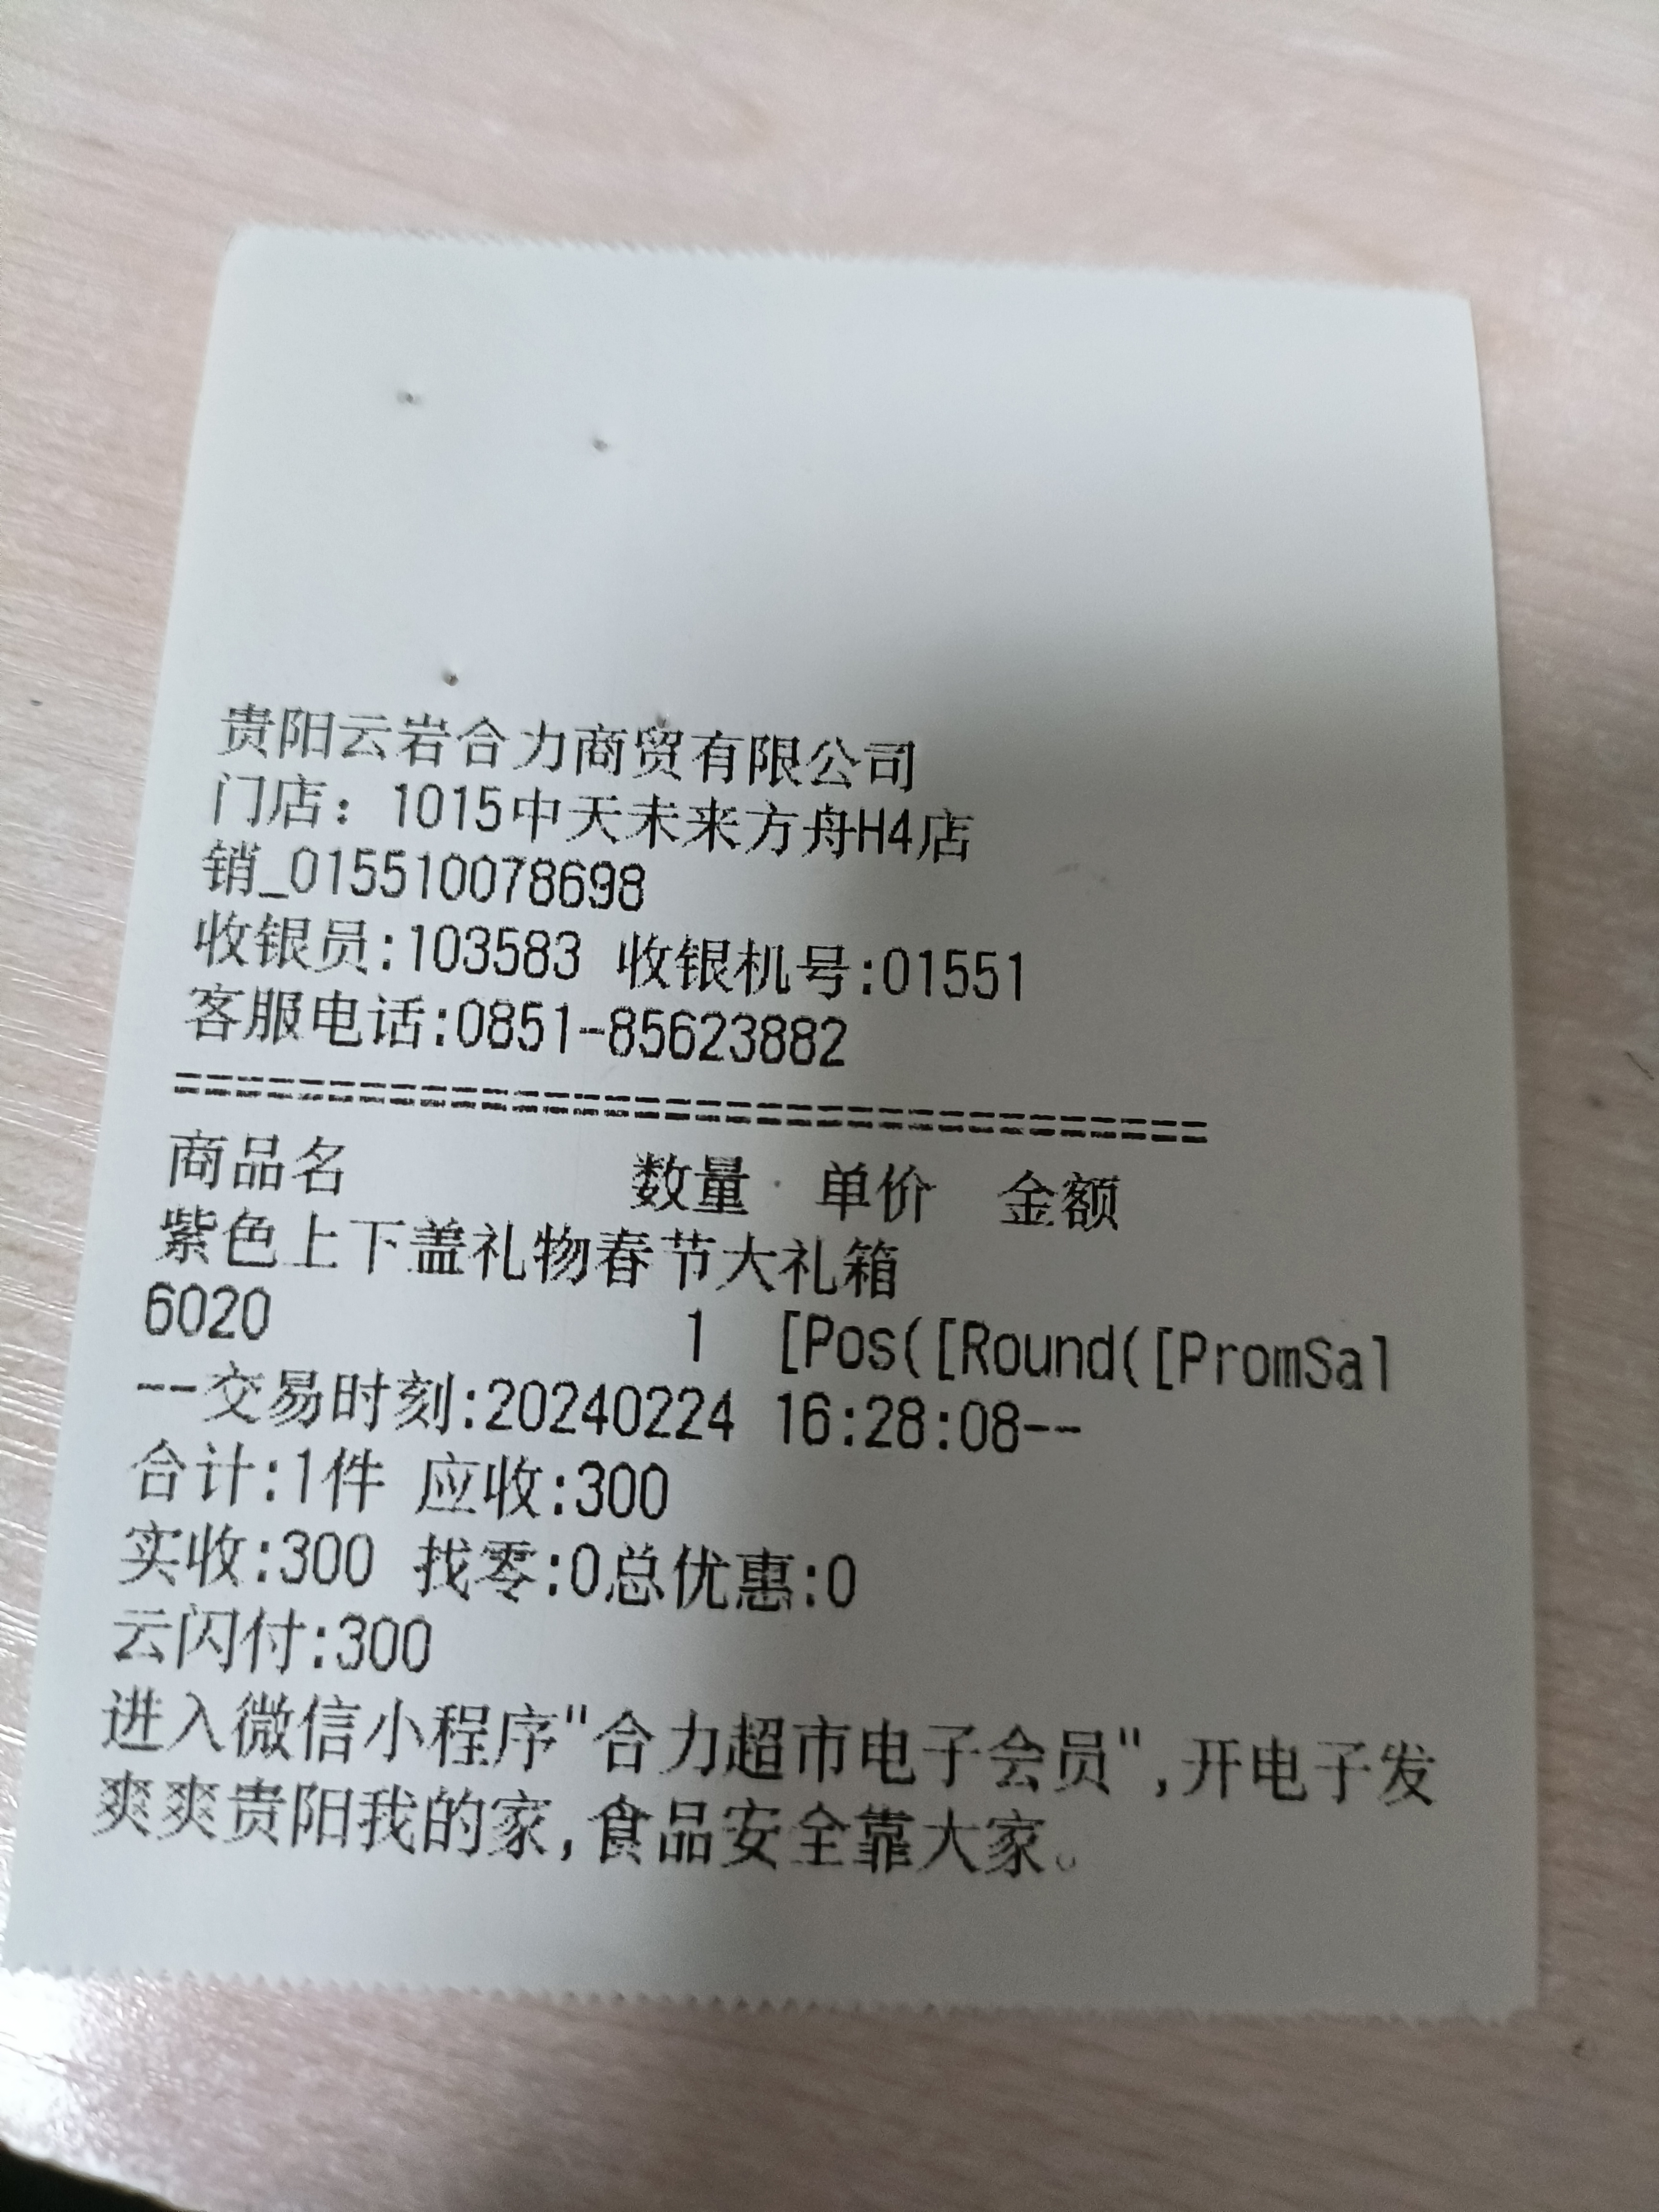 贵阳云岩合力商贸有限公司
门店：1015中天未来方舟H4店
销_015510078698
收银员:103583 收银机号:01551
客服电话:0851-85623882
==================================
商品名 数量 单价 金额
紫色上下盖礼物春节大礼箱
6020 1 [Pos([Round([PromSal
--交易时刻:20240224 16:28:08--
合计:1件 应收:300
实收:300 找零:0总优惠:0
云闪付:300
进入微信小程序"合力超市电子会员",开电子发
爽爽贵阳我的家,食品安全靠大家。